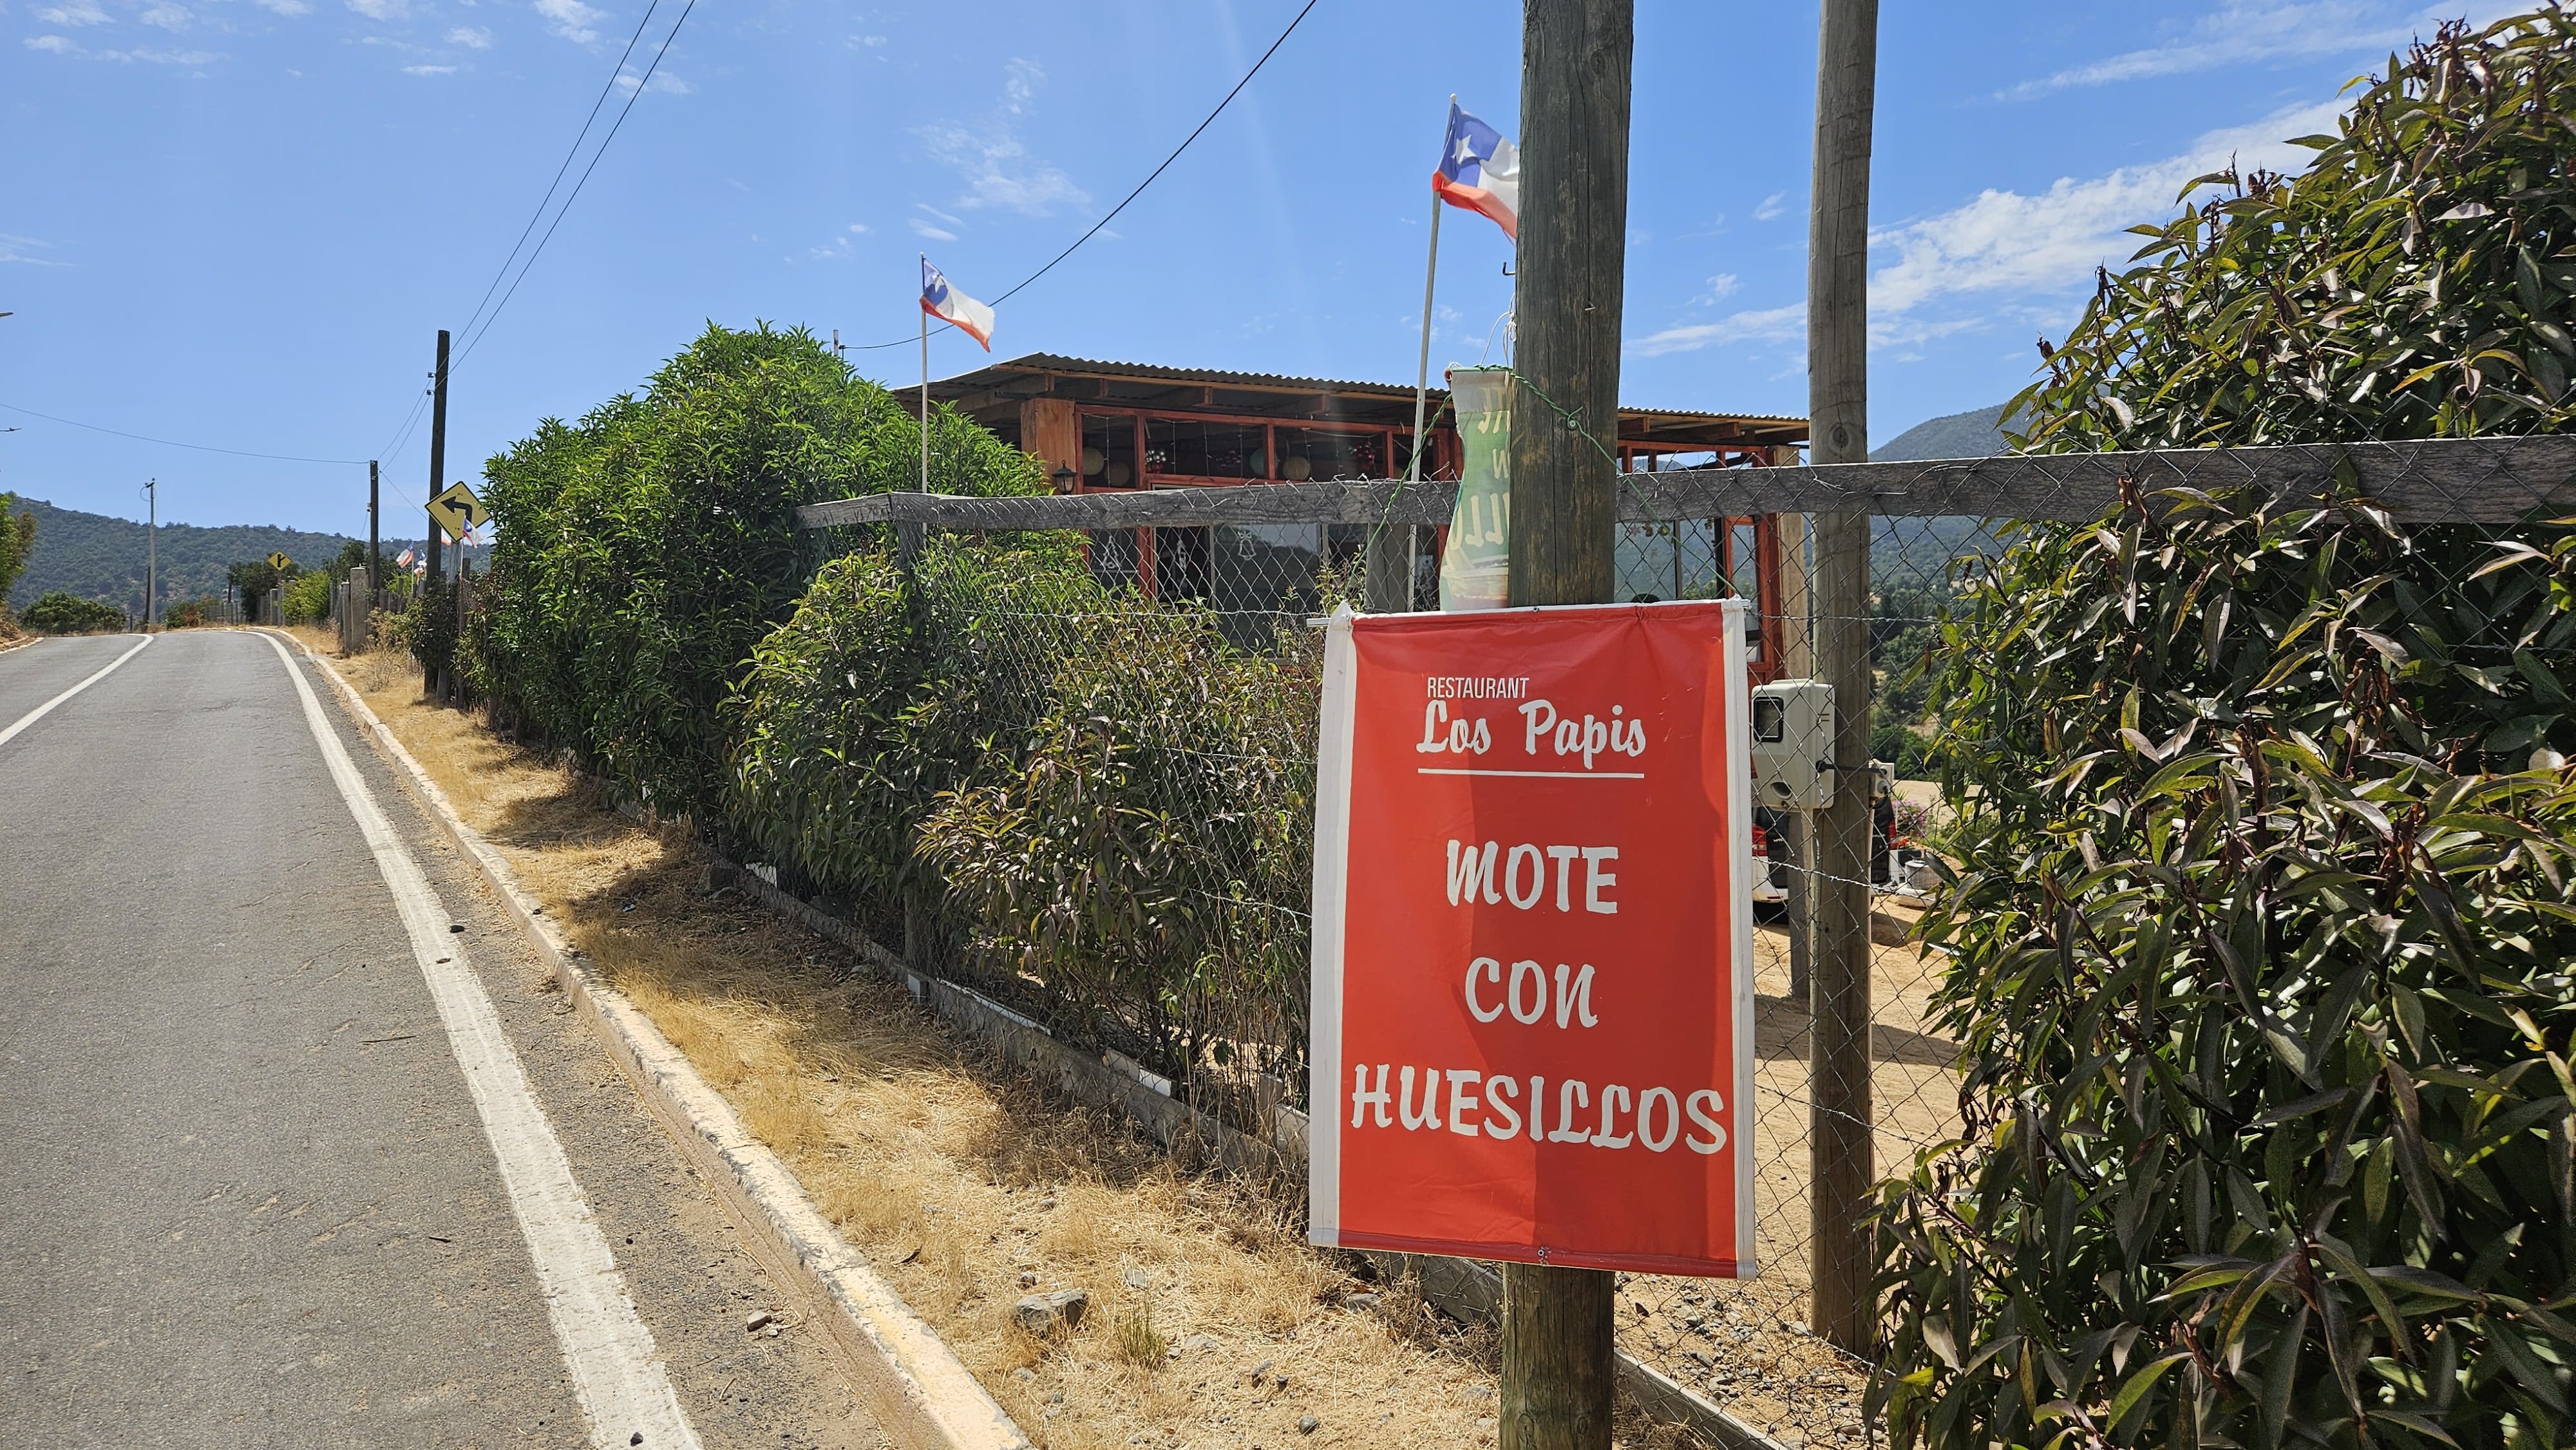 RESTAURANT
Los Papis
MOTE
CON
HUESILLOS